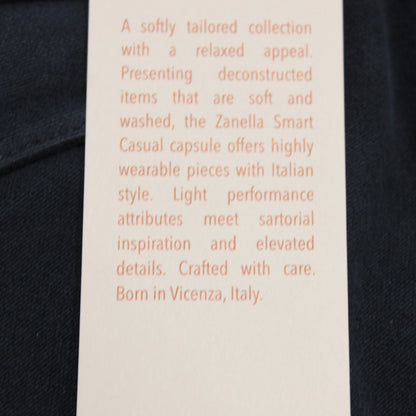 A softly tailored collection
with a relaxed appeal.
Presenting deconstructed
items that are soft and
washed, the Zanella Smart
Casual capsule offers highly
wearable pieces with Italian
style. Light performance
attributes meet sartorial
inspiration and elevated
details. Crafted with care.
Born in Vicenza, Italy.